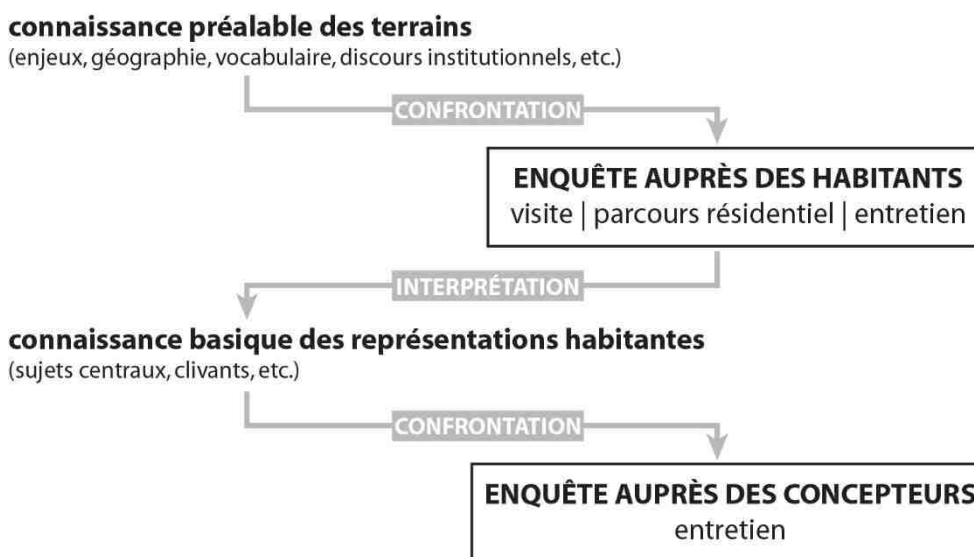 connaissance préalable des terrains
(enjeux, géographie, vocabulaire, discours institutionnels, etc.)
CONFRONTATION
ENQUÊTE AUPRÈS DES HABITANTS
visite | parcours résidentiel | entretien
INTERPRÉTATION
connaissance basique des représentations habitantes
(sujets centraux, clivants, etc.)
CONFRONTATION
ENQUÊTE AUPRÈS DES CONCEPTEURS
entretien